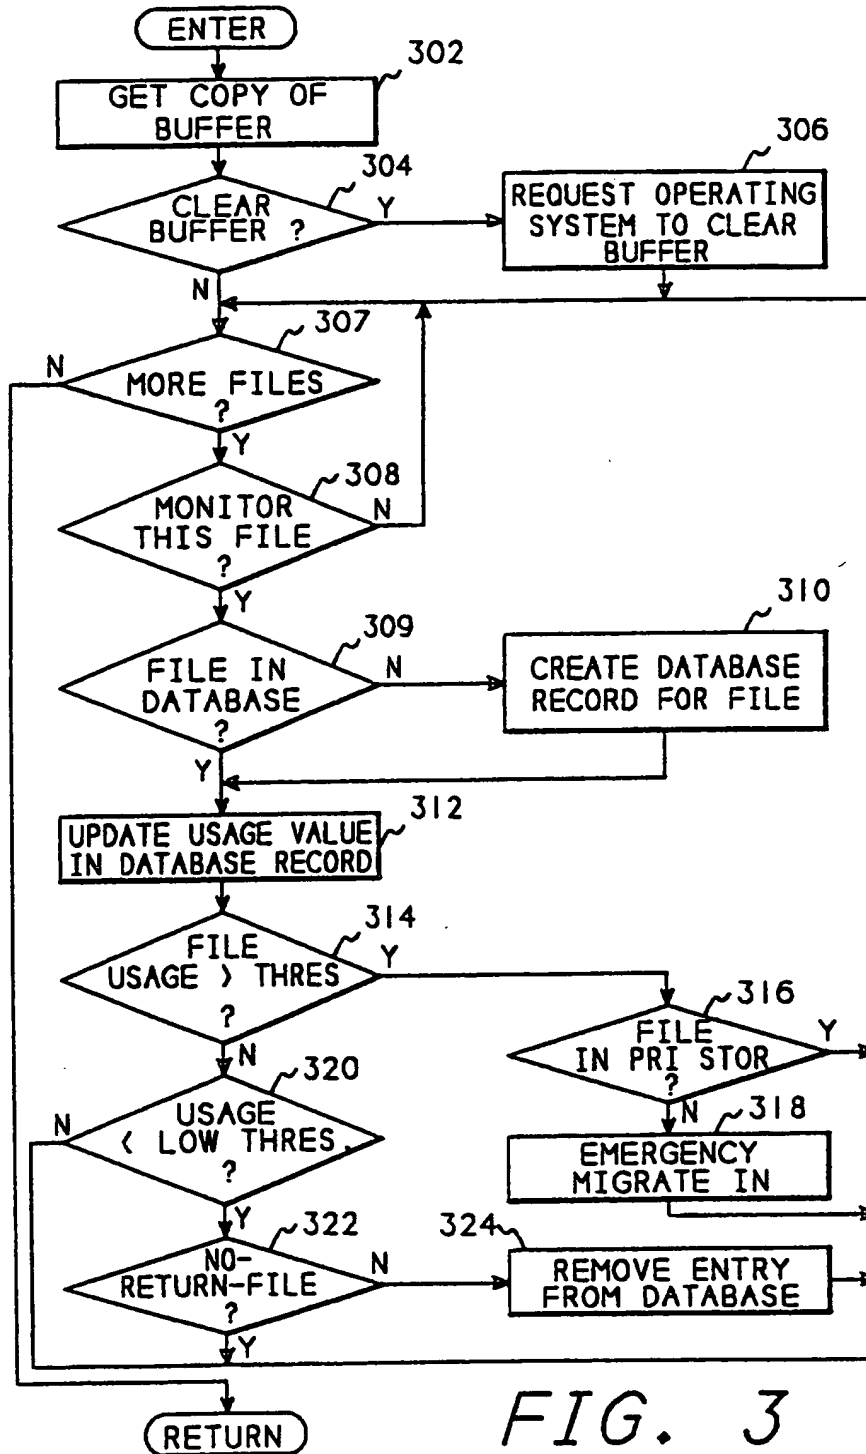 ENTER
302
GET COPY OF
BUFFER
304
CLEAR
BUFFER ?
Y
N
306
REQUEST OPERATING
SYSTEM TO CLEAR
BUFFER
307
N
MORE FILES
?
Y
308
MONITOR
THIS FILE
?
N
Y
309
FILE IN
DATABASE
?
N
Y
310
CREATE DATABASE
RECORD FOR FILE
312
UPDATE USAGE VALUE
IN DATABASE RECORD
314
FILE
USAGE > THRES
?
Y
N
316
FILE
IN PRI STOR
?
Y
N
318
EMERGENCY
MIGRATE IN
320
N
USAGE
< LOW THRES.
?
Y
322
NO-
RETURN-FILE
?
N
Y
324
REMOVE ENTRY
FROM DATABASE
RETURN
FIG. 3